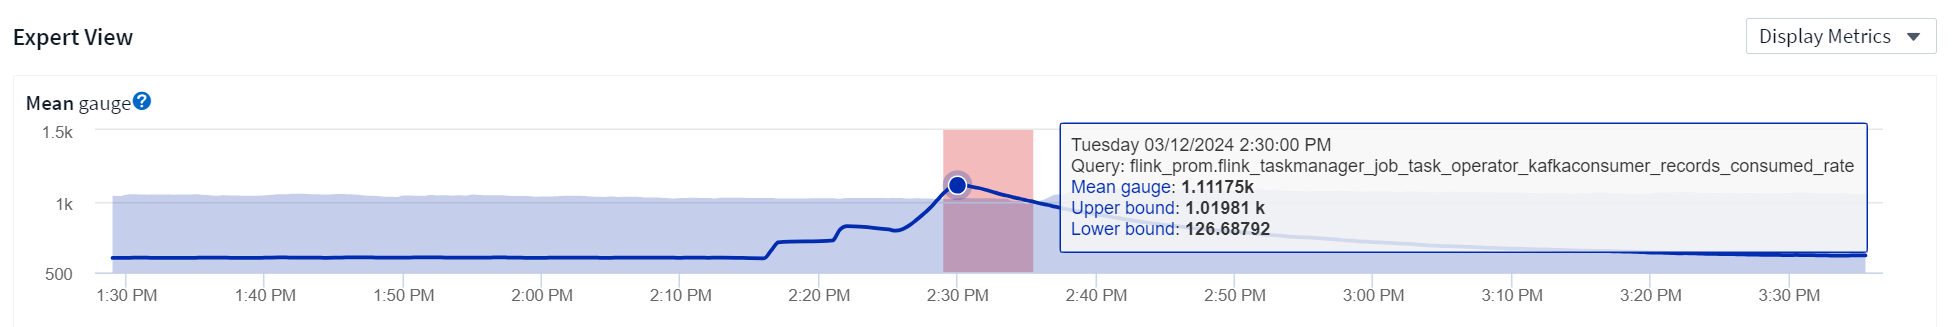 Expert View
Display Metrics
Mean gauge?
1.5k
1k
500
Tuesday 03/12/2024 2:30:00 PM
Query: flink_prom.flink_taskmanager_job_task_operator_kafkaconsumer_records_consumed_rate
Mean gauge: 1.11175k
Upper bound: 1.01981 k
Lower bound: 126.68792
1:30 PM 1:40 PM 1:50 PM 2:00 PM 2:10 PM 2:20 PM 2:30 PM 2:40 PM 2:50 PM 3:00 PM 3:10 PM 3:20 PM 3:30 PM